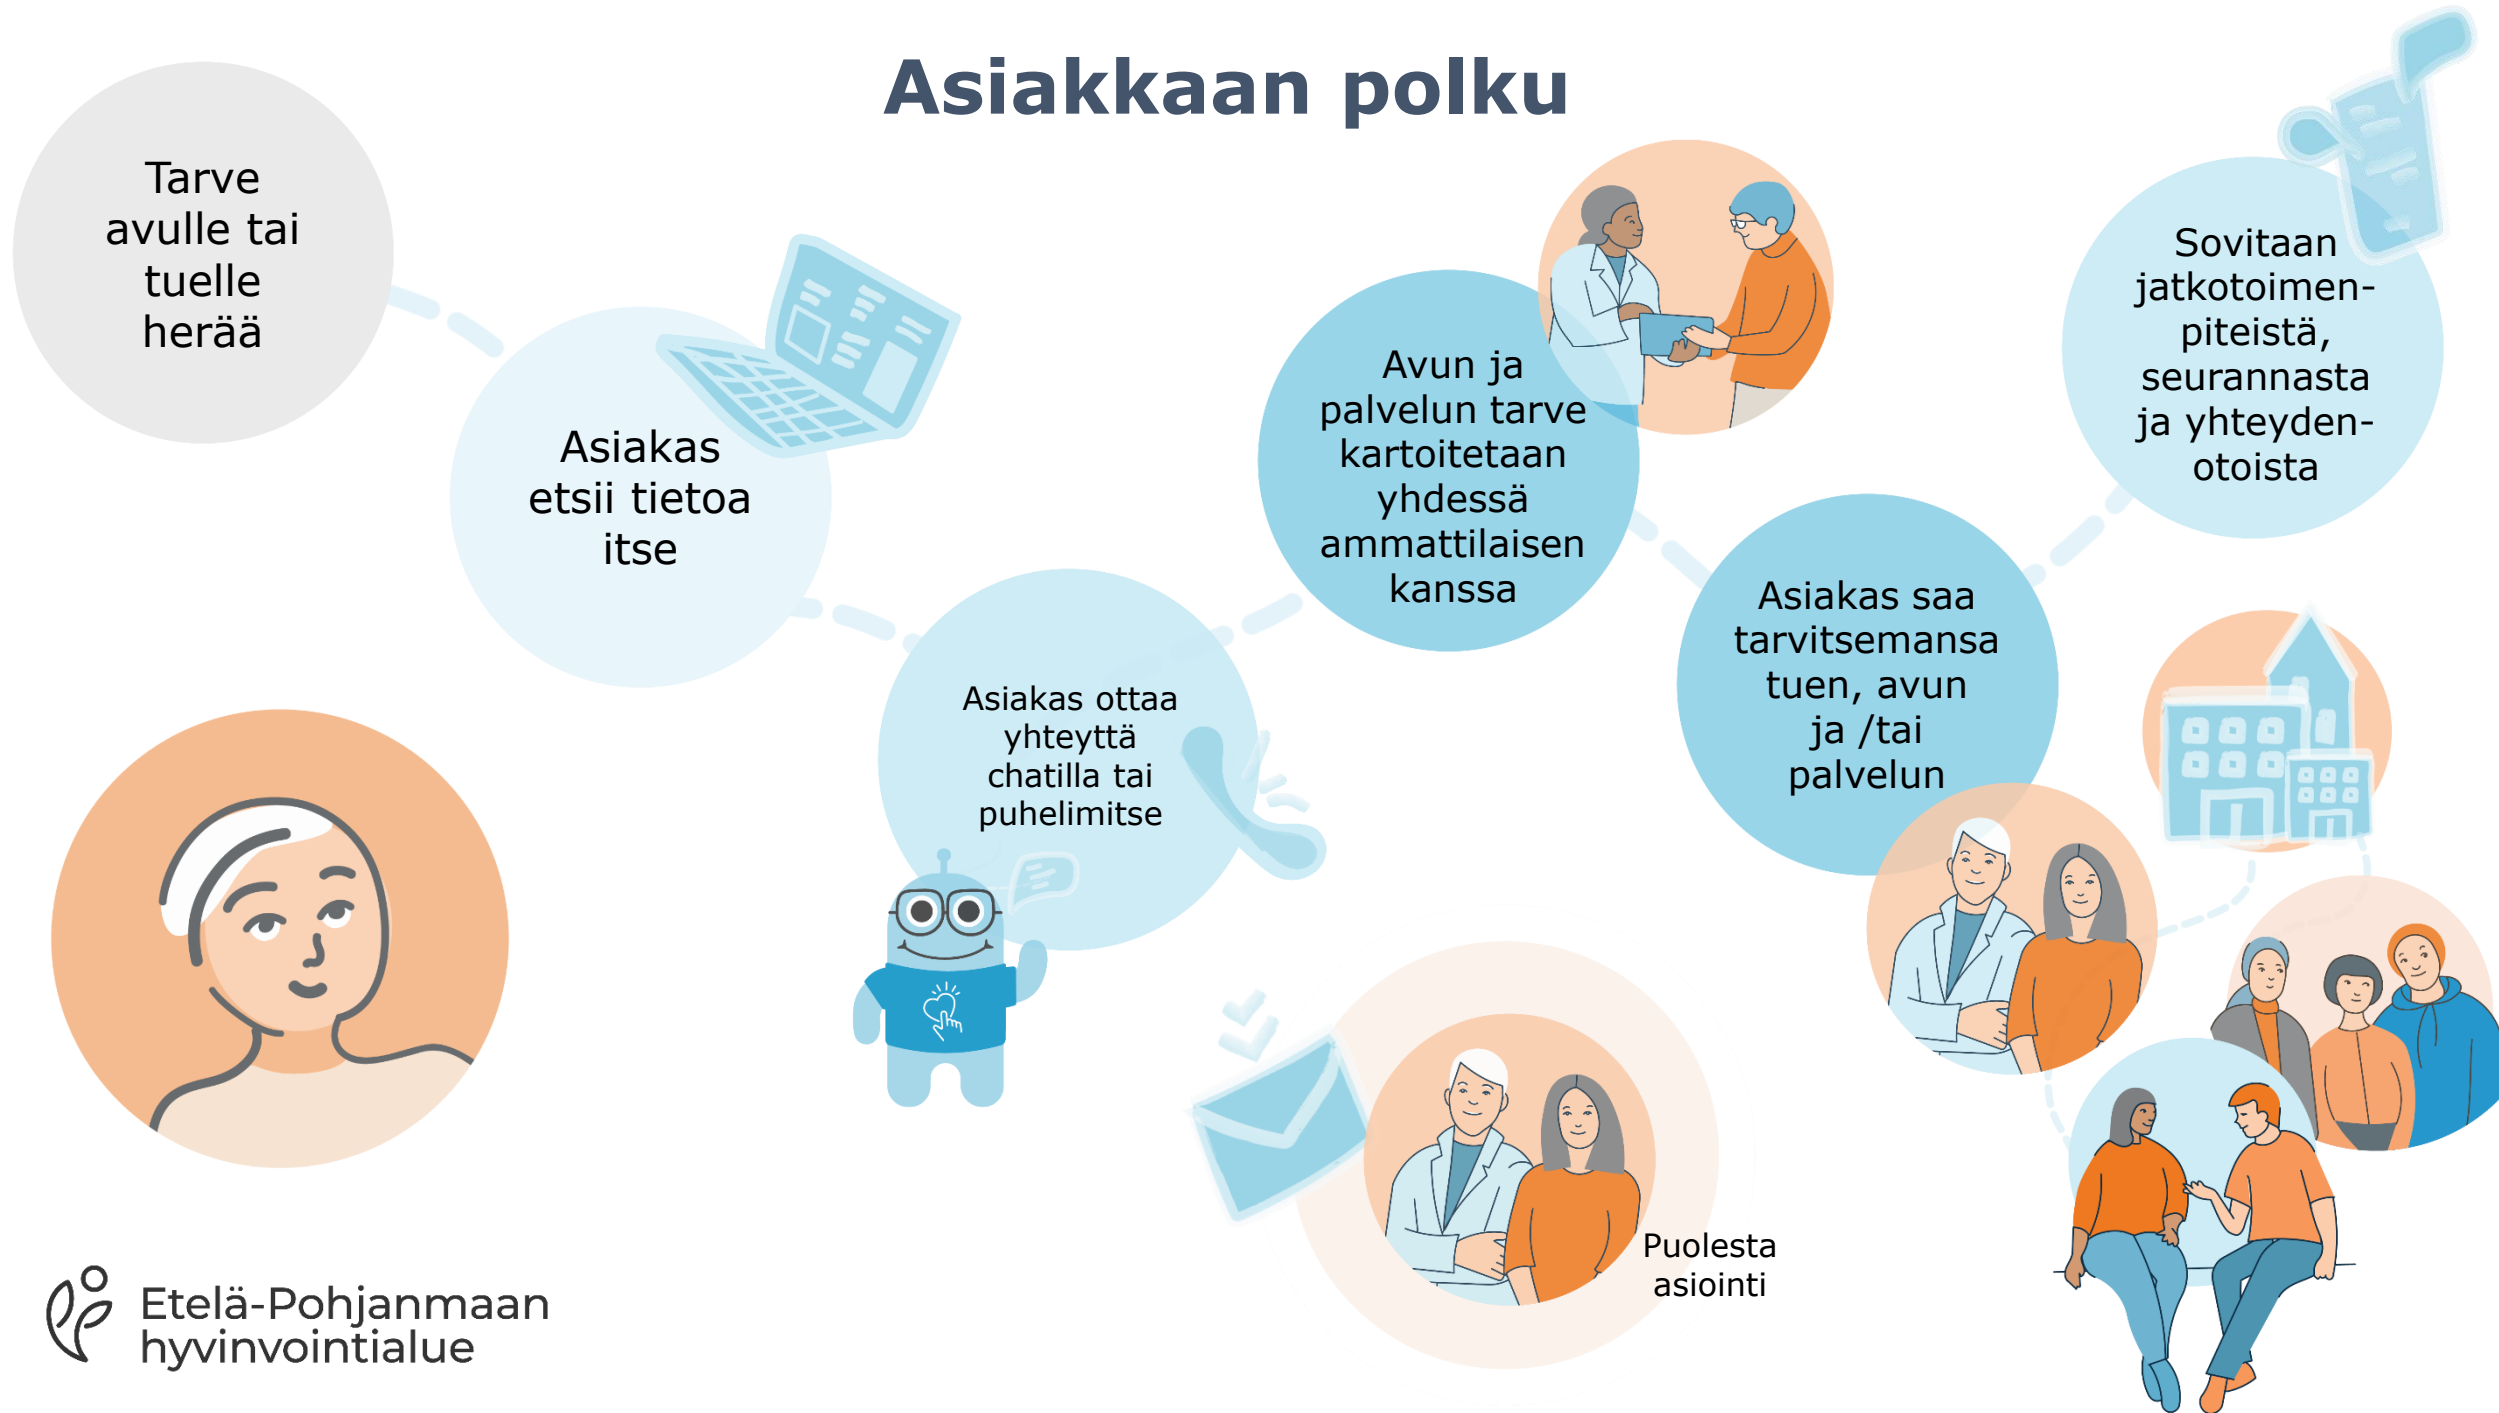 Asiakkaan polku
Tarve
avulle tai
tuelle
herää
Asiakas
etsii tietoa
itse
Asiakas ottaa
yhteyttä
chatilla tai
puhelimitse
Avun ja
palvelun tarve
kartoitetaan
yhdessä
ammattilaisen
kanssa
Asiakas saa
tarvitsemansa
tuen, avun
ja /tai
palvelun
Sovitaan
jatkotoimen-
piteistä,
seurannasta
ja yhteyden-
otoista
Puolesta
asiointi
Etelä-Pohjanmaan
hyvinvointialue